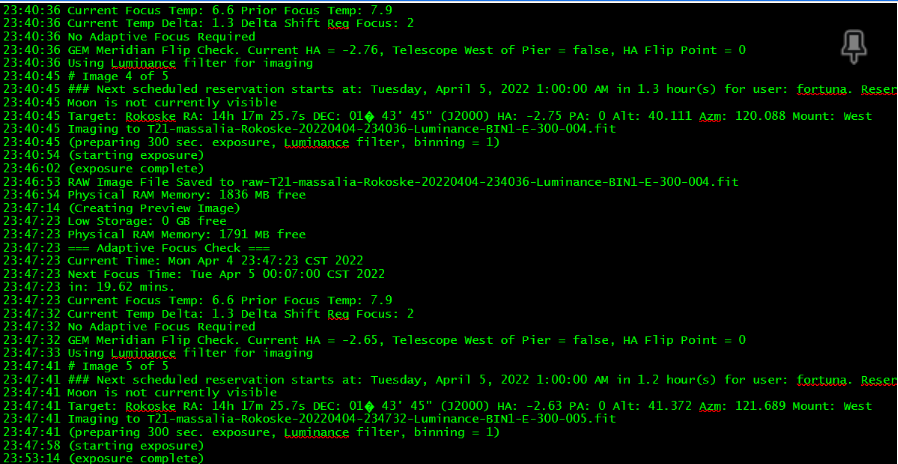 23:40:36 Current Focus Temp: 6.6 Prior Focus Temp: 7.9
23:40:36 Current Temp Delta: 1.3 Delta Shift Req Focus: 2
23:40:36 No Adaptive Focus Required
23:40:36 GEM Meridian Flip Check. Current HA = -2.76, Telescope West of Pier = false, HA Flip Point = 0
23:40:36 Using Luminance filter for imaging
23:40:45 # Image 4 of 5
23:40:45 ### Next scheduled reservation starts at: Tuesday, April 5, 2022 1:00:00 AM in 1.3 hour(s) for user: fortuna. Reser
23:40:45 Moon is not currently visible
23:40:45 Target: Rokoske RA: 14h 17m 25.7s DEC: 01� 43' 45" (J2000) HA: -2.75 PA: 0 Alt: 40.111 Azm: 120.088 Mount: West
23:40:45 Imaging to T21-massalia-Rokoske-20220404-234036-Luminance-BIN1-E-300-004.fit
23:40:45 (preparing 300 sec. exposure, Luminance filter, binning = 1)
23:40:54 (starting exposure)
23:46:02 (exposure complete)
23:46:53 RAW Image File Saved to raw-T21-massalia-Rokoske-20220404-234036-Luminance-BIN1-E-300-004.fit
23:46:54 Physical RAM Memory: 1836 MB free
23:47:14 (Creating Preview Image)
23:47:23 Low Storage: 0 GB free
23:47:23 Physical RAM Memory: 1791 MB free
23:47:23 === Adaptive Focus Check ===
23:47:23 Current Time: Mon Apr 4 23:47:23 CST 2022
23:47:23 Next Focus Time: Tue Apr 5 00:07:00 CST 2022
23:47:23 in: 19.62 mins.
23:47:23 Current Focus Temp: 6.6 Prior Focus Temp: 7.9
23:47:32 Current Temp Delta: 1.3 Delta Shift Req Focus: 2
23:47:32 No Adaptive Focus Required
23:47:32 GEM Meridian Flip Check. Current HA = -2.65, Telescope West of Pier = false, HA Flip Point = 0
23:47:33 Using Luminance filter for imaging
23:47:41 # Image 5 of 5
23:47:41 ### Next scheduled reservation starts at: Tuesday, April 5, 2022 1:00:00 AM in 1.2 hour(s) for user: fortuna. Reser
23:47:41 Moon is not currently visible
23:47:41 Target: Rokoske RA: 14h 17m 25.7s DEC: 01� 43' 45" (J2000) HA: -2.63 PA: 0 Alt: 41.372 Azm: 121.689 Mount: West
23:47:41 Imaging to T21-massalia-Rokoske-20220404-234732-Luminance-BIN1-E-300-005.fit
23:47:41 (preparing 300 sec. exposure, Luminance filter, binning = 1)
23:47:58 (starting exposure)
23:53:14 (exposure complete)